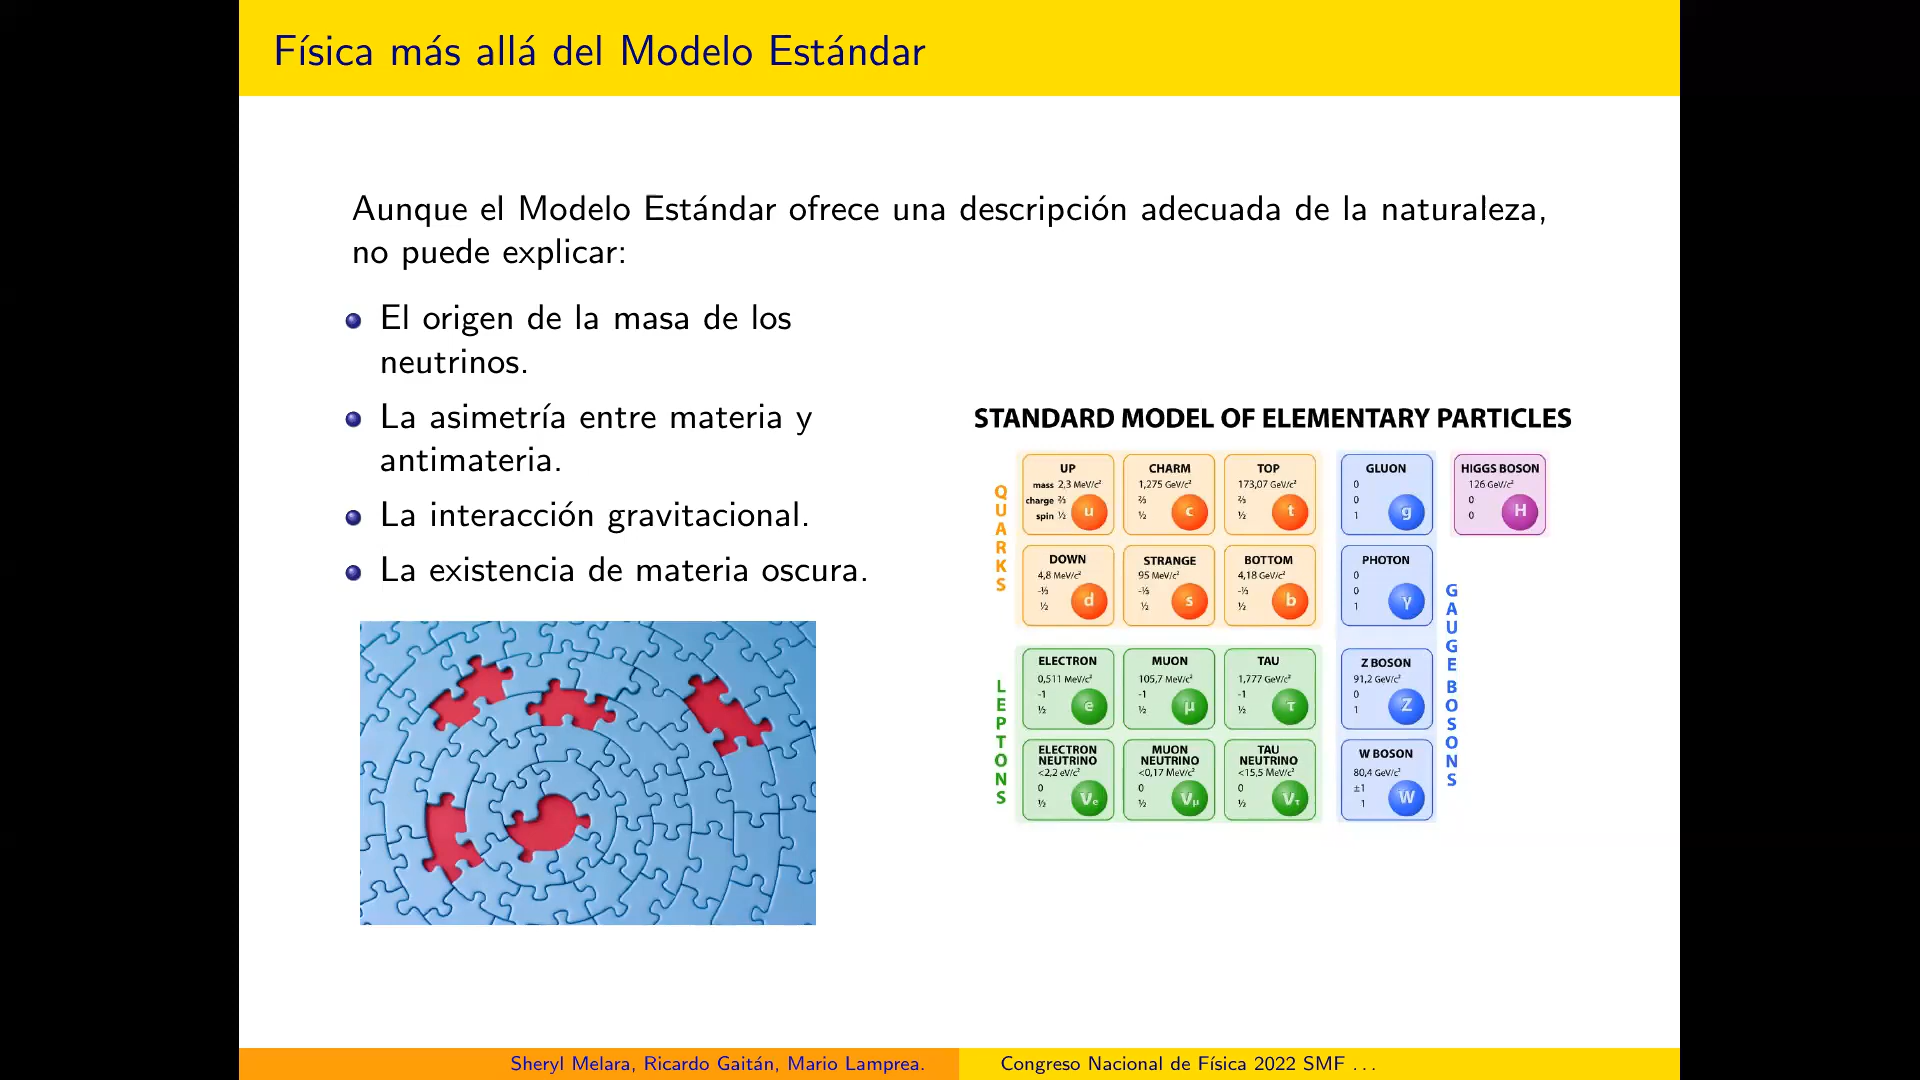 Física más allá del Modelo Estándar
Aunque el Modelo Estándar ofrece una descripción adecuada de la naturaleza,
no puede explicar:
El origen de la masa de los
neutrinos.
La asimetría entre materia y
antimateria.
La interacción gravitacional.
La existencia de materia oscura.
STANDARD MODEL OF ELEMENTARY PARTICLES
QUARKS
UP
mass 2,3 MeV/c²
charge ⅔
spin ½
u
CHARM
1,275 GeV/c²
⅔
½
c
TOP
173,07 GeV/c²
⅔
½
t
GLUON
0
0
1
g
HIGGS BOSON
126 GeV/c²
0
0
H
DOWN
4,8 MeV/c²
-⅓
½
d
STRANGE
95 MeV/c²
-⅓
½
s
BOTTOM
4,18 GeV/c²
-⅓
½
b
PHOTON
0
0
1
γ
GAUGE BOSONS
LEPTONS
ELECTRON
0,511 MeV/c²
-1
½
e
MUON
105,7 MeV/c²
-1
½
μ
TAU
1,777 GeV/c²
-1
½
τ
Z BOSON
91,2 GeV/c²
0
1
Z
ELECTRON
NEUTRINO
<2,2 eV/c²
0
½
νe
MUON
NEUTRINO
<0,17 MeV/c²
0
½
νμ
TAU
NEUTRINO
<15,5 MeV/c²
0
½
ντ
W BOSON
80,4 GeV/c²
±1
1
W
Sheryl Melara, Ricardo Gaitán, Mario Lamprea.
Congreso Nacional de Física 2022 SMF ...